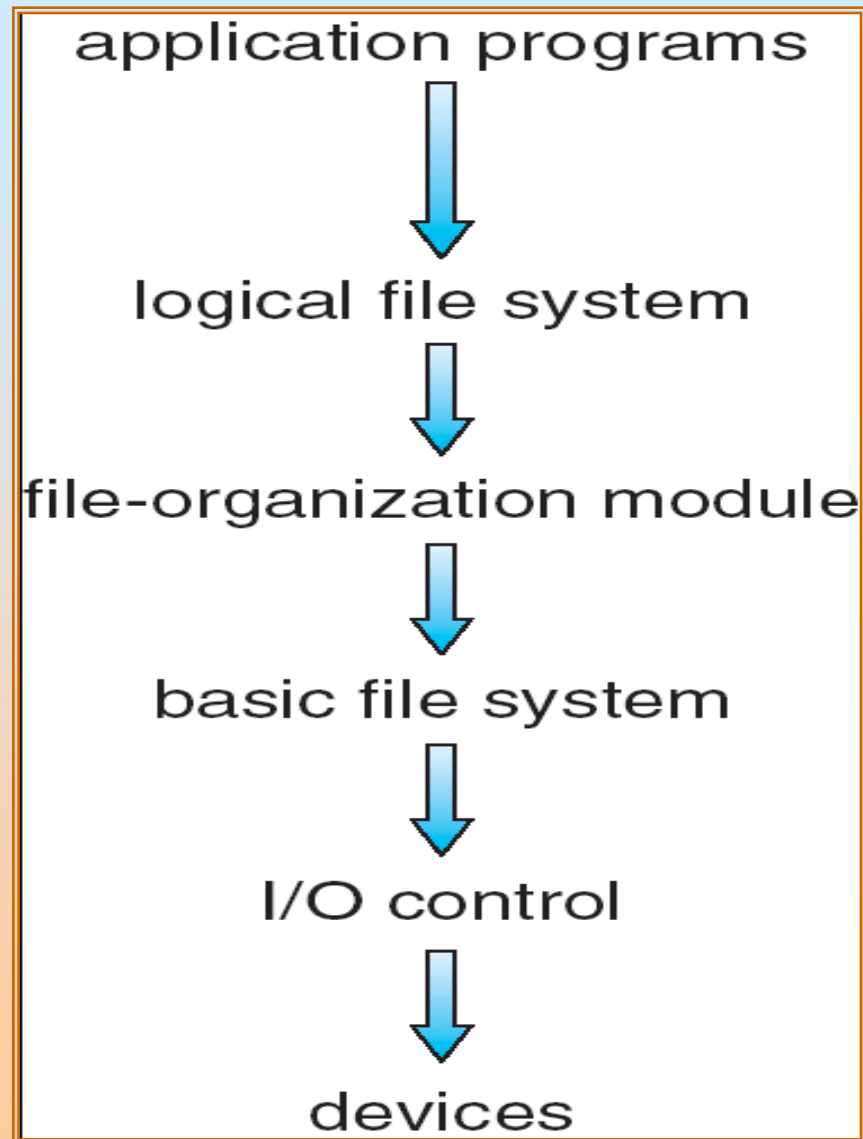 application programs
logical file system
file-organization module
basic file system
I/O control
devices